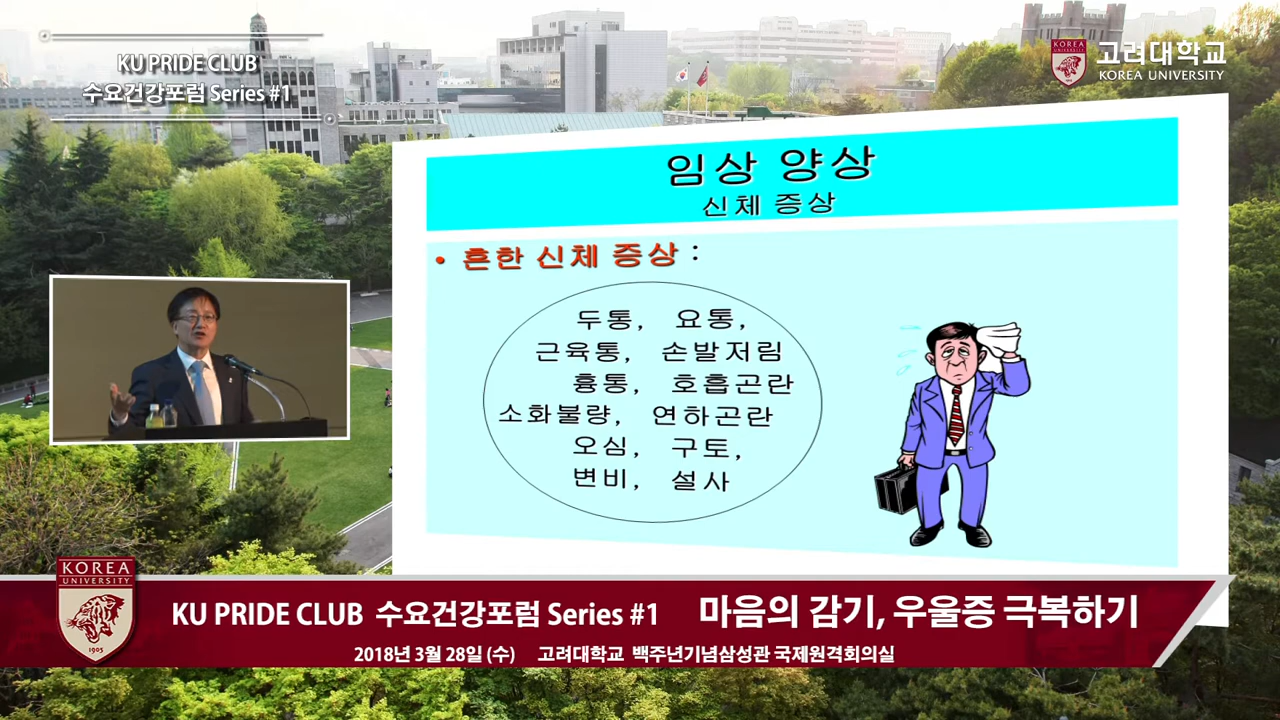 KU PRIDE CLUB
수요건강포럼 Series #1
KOREA
UNIVERSITY
고려대학교
KOREA UNIVERSITY
임상 양상
신체 증상
• 흔한 신체 증상 :
두통, 요통,
근육통, 손발저림
흉통, 호흡곤란
소화불량, 연하곤란
오심, 구토,
변비, 설사
KOREA
UNIVERSITY
1905
KU PRIDE CLUB 수요건강포럼 Series #1 마음의 감기, 우울증 극복하기
2018년 3월 28일 (수) 고려대학교 백주년기념삼성관 국제원격회의실